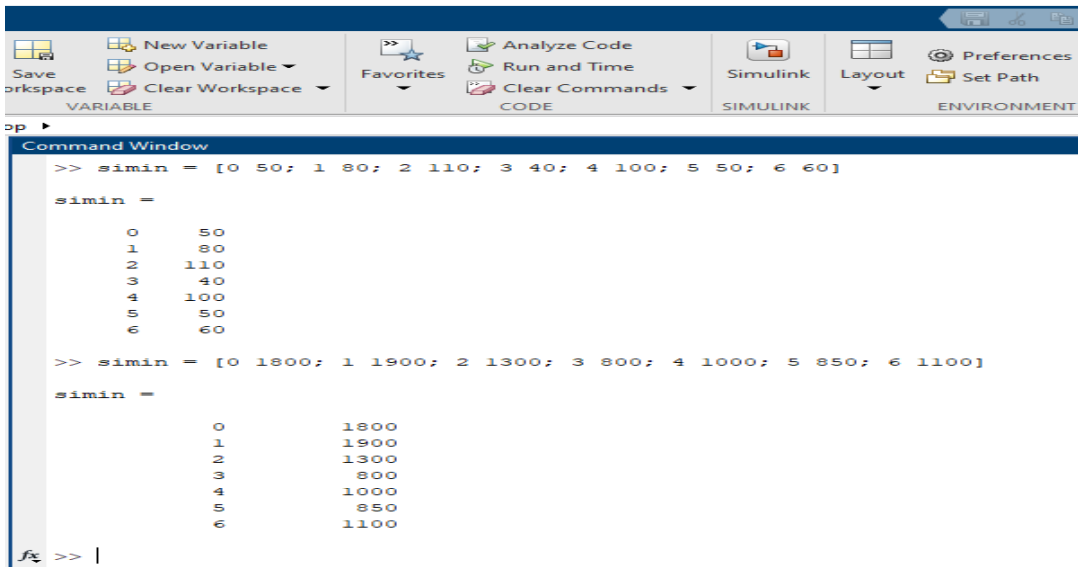 New Variable
Analyze Code
Preferences
Open Variable
Run and Time
Save
Favorites
Simulink
Layout
Set Path
orkspace
Clear Workspace
Clear Commands
VARIABLE
CODE
SIMULINK
ENVIRONMENT
op
Command Window
>> simin = [0 50; 1 80; 2 110; 3 40; 4 100; 5 50; 6 60]
simin =
0 50
1 80
2 110
3 40
4 100
5 50
6 60
>> simin = [0 1800; 1 1900; 2 1300; 3 800; 4 1000; 5 850; 6 1100]
simin =
0 1800
1 1900
2 1300
3 800
4 1000
5 850
6 1100
fx >>